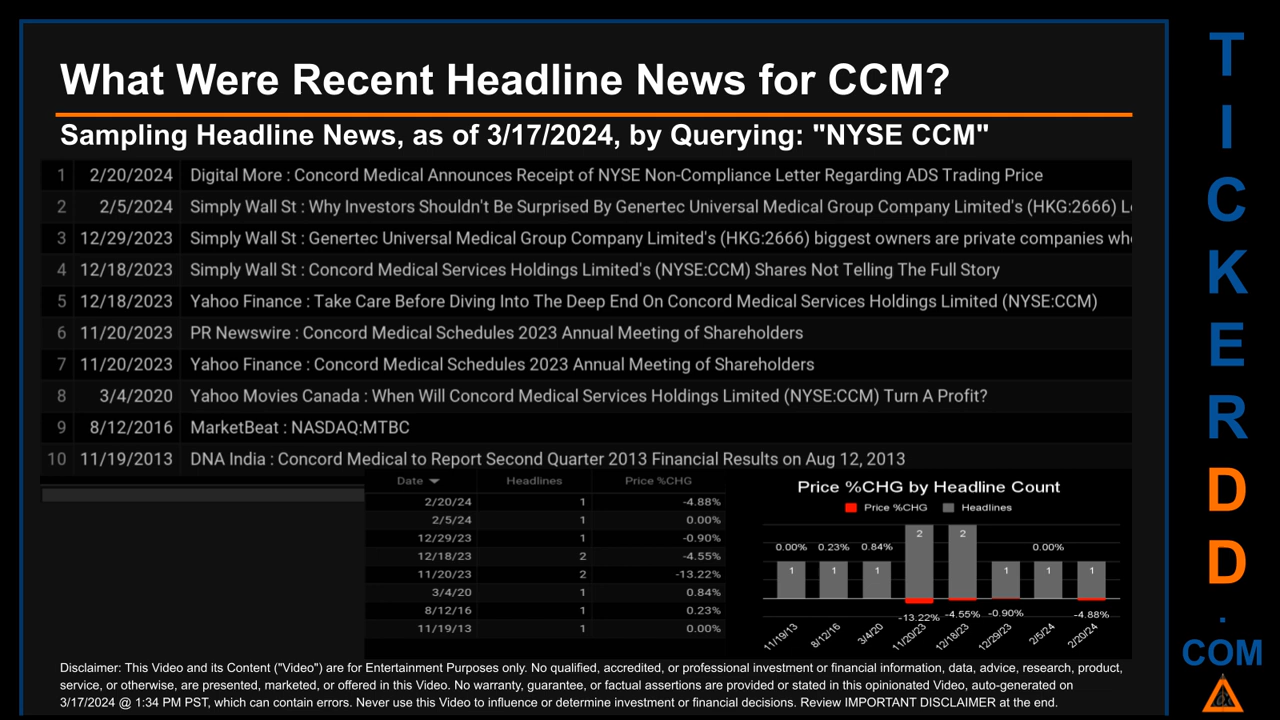 What Were Recent Headline News for CCM?
Sampling Headline News, as of 3/17/2024, by Querying: "NYSE CCM"
1 2/20/2024 Digital More : Concord Medical Announces Receipt of NYSE Non-Compliance Letter Regarding ADS Trading Price
2 2/5/2024 Simply Wall St : Why Investors Shouldn't Be Surprised By Genertec Universal Medical Group Company Limited's (HKG:2666)
3 12/29/2023 Simply Wall St : Genertec Universal Medical Group Company Limited's (HKG:2666) biggest owners are private companies
4 12/18/2023 Simply Wall St : Concord Medical Services Holdings Limited's (NYSE:CCM) Shares Not Telling The Full Story
5 12/18/2023 Yahoo Finance : Take Care Before Diving Into The Deep End On Concord Medical Services Holdings Limited (NYSE:CCM)
6 11/20/2023 PR Newswire : Concord Medical Schedules 2023 Annual Meeting of Shareholders
7 11/20/2023 Yahoo Finance : Concord Medical Schedules 2023 Annual Meeting of Shareholders
8 3/4/2020 Yahoo Movies Canada : When Will Concord Medical Services Holdings Limited (NYSE:CCM) Turn A Profit?
9 8/12/2016 MarketBeat : NASDAQ:MTBC
10 11/19/2013 DNA India : Concord Medical to Report Second Quarter 2013 Financial Results on Aug 12, 2013
Date Headlines Price %CHG
2/20/24 1 -4.88%
2/5/24 1 0.00%
12/29/23 1 -0.90%
12/18/23 2 -4.55%
11/20/23 2 -13.22%
3/4/20 1 0.84%
8/12/16 1 0.23%
11/19/13 1 0.00%
Price %CHG by Headline Count
Price %CHG Headlines
2 2
0.00% 0.23% 0.84% 0.00%
1 1 1 1 1 1
-13.22% -4.55% -0.90% -4.88%
11/19/13 8/12/16 3/4/20 11/20/23 12/18/23 12/29/23 2/5/24 2/20/24
Disclaimer: This Video and its Content ("Video") are for Entertainment Purposes only. No qualified, accredited, or professional investment or financial information, data, advice, research, product,
service, or otherwise, are presented, marketed, or offered in this Video. No warranty, guarantee, or factual assertions are provided or stated in this opinionated Video, auto-generated on
3/17/2024 @ 1:34 PM PST, which can contain errors. Never use this Video to influence or determine investment or financial decisions. Review IMPORTANT DISCLAIMER at the end.
TICKERDD
.
COM